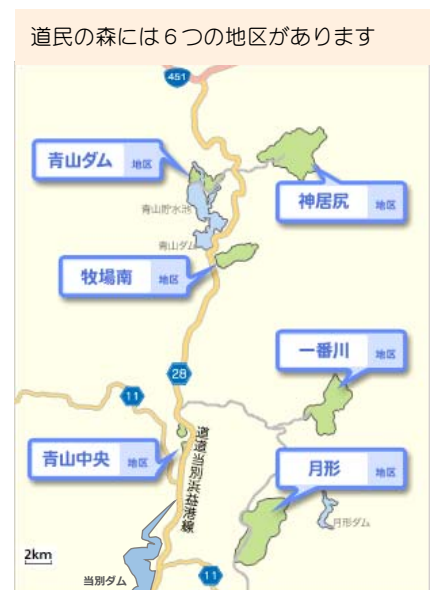 道民の森には６つの地区があります
451
青山ダム 地区
神居尻 地区
青山貯水池
青山ダム
牧場南 地区
一番川 地区
28
11
道道当別浜益港線
青山中央 地区
月形 地区
月形ダム
2km
当別ダム
11